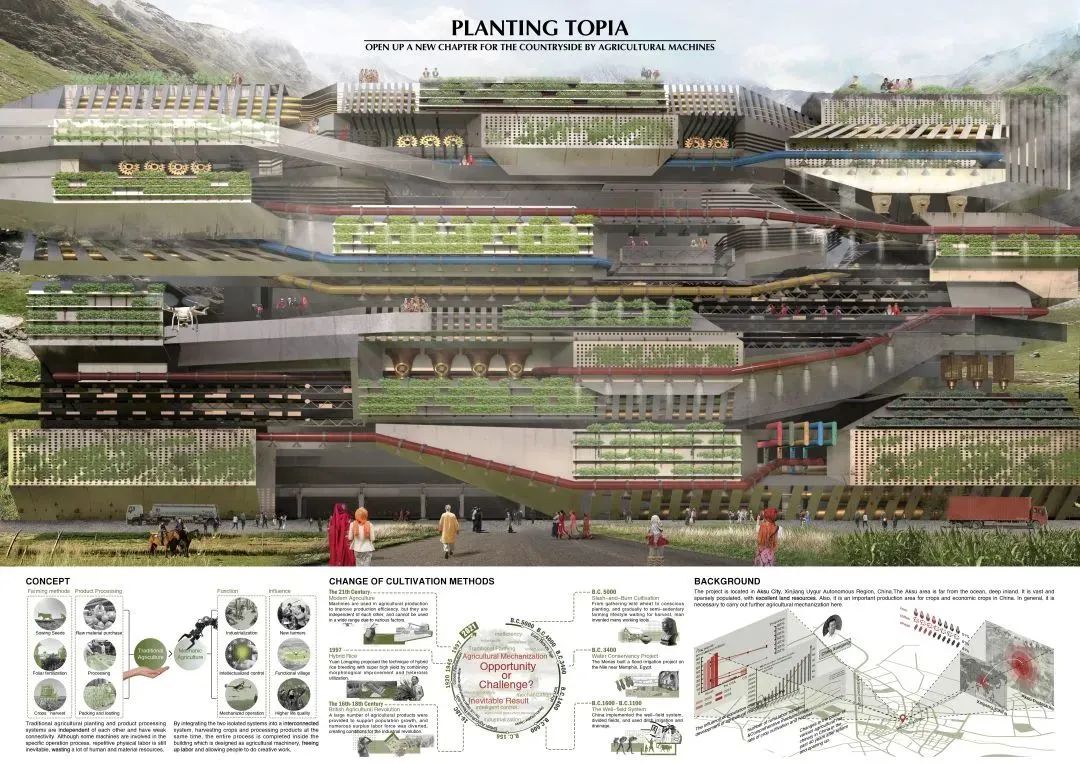 PLANTING TOPIA
OPEN UP A NEW CHAPTER FOR THE COUNTRYSIDE BY AGRICULTURAL MACHINES
CONCEPT
Farming methods
Product Processing
Function
Influence
Sowing Seeds
Raw material purchase
Industrialization
New farmers
Foliar fertilization
Processing
Traditional
Agriculture
Agriculture
Intellectualized control
Functional village
Crops
Harvest
Packing and loading
Mechanized operation
Higher life quality
Traditional agricultural planting and product processing
systems are independent of each other and have weak
connectivity. Although some machines are involved in the
specific operation process, repetitive physical labor is still
inevitable, wasting a lot of human and material resources.
By integrating the two isolated systems into a interconnected
system, harvesting crops and processing products at the
same time, the entire process is completed inside the
building which is designed as agricultural machinery, freeing
up labor and allowing people to do creative work.
CHANGE OF CULTIVATION METHODS
The 21th Century
Modern Agriculture
Machines are used in agricultural production
to improve production efficiency, but they are
independent of each other, and cannot be used
in a wide range due to various factors.
1997
Hybrid Rice
Yuan Longping proposed the technique of hybrid
rice breeding with super high yield by combining
morphological improvement and heterosis
utilization.
The 16th-18th Century
British Agricultural Revolution
A large number of agricultural products were
provided to support population growth, and
numerous surplus labor force was diverted,
creating conditions for the industrial revolution.
2021
1997
B.C.5000
B.C.3400
inefficiency
Traditional Farming
Agricultural Mechanization
Opportunity
or
Challenge?
Inevitable Result
intelligent control
industrialization
B.C. 5000
Slash-and-Burn Cultivation
From gathering wild wheat to conscious
planting, and gradually to semi-sedentary
farming lifestyle waiting for harvest, man
invented many working tools.
B.C. 3400
Water Conservancy Project
The Menes built a flood irrigation project on
the Nile near Memphis, Egypt.
B.C.1600 - B.C.1100
The Well-field System
China implemented the well-field system,
divided fields, and used ditch irrigation and
drainage.
BACKGROUND
The project is located in Aksu City, Xinjiang Uygur Autonomous Region, China.The Aksu area is far from the ocean, deep inland. It is vast and
sparsely populated, with excellent land resources. Also, it is an important production area for crops and economic crops in China. In general, it is
necessary to carry out further agricultural mechanization here.